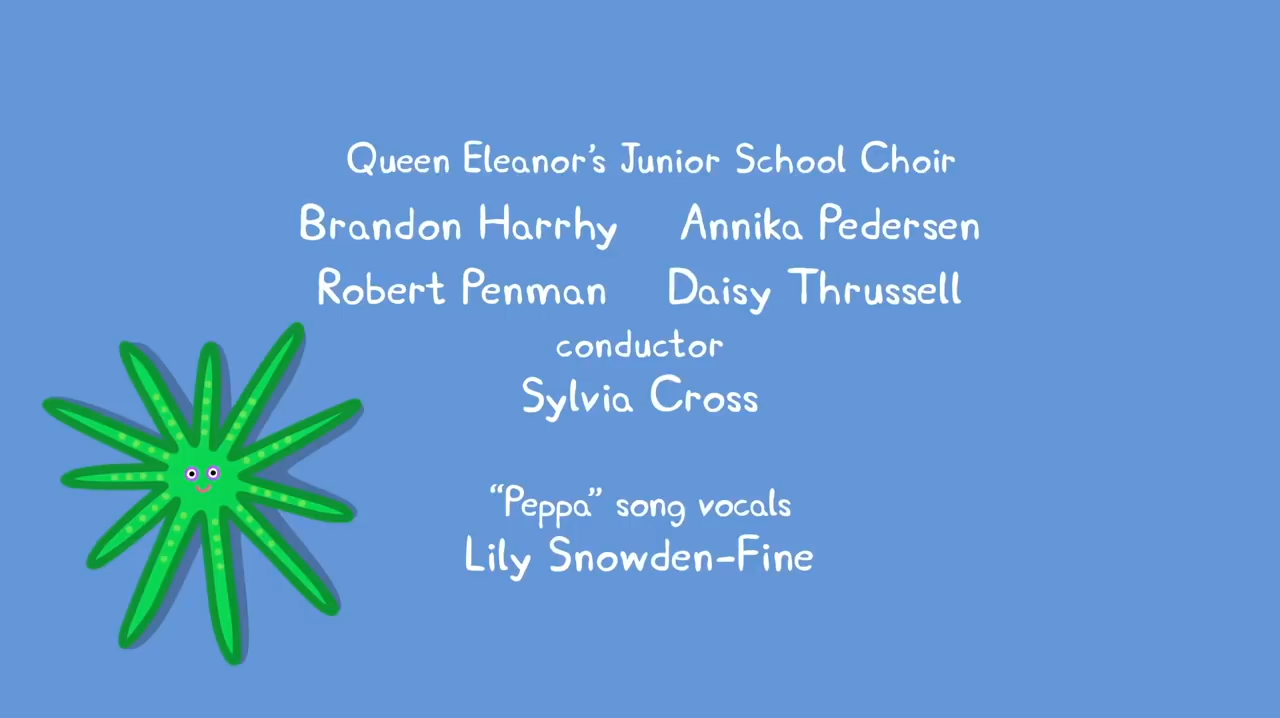 Queen Eleanor’s Junior School Choir
Brandon Harrhy Annika Pedersen
Robert Penman Daisy Thrussell
conductor
Sylvia Cross
“Peppa” song vocals
Lily Snowden-Fine